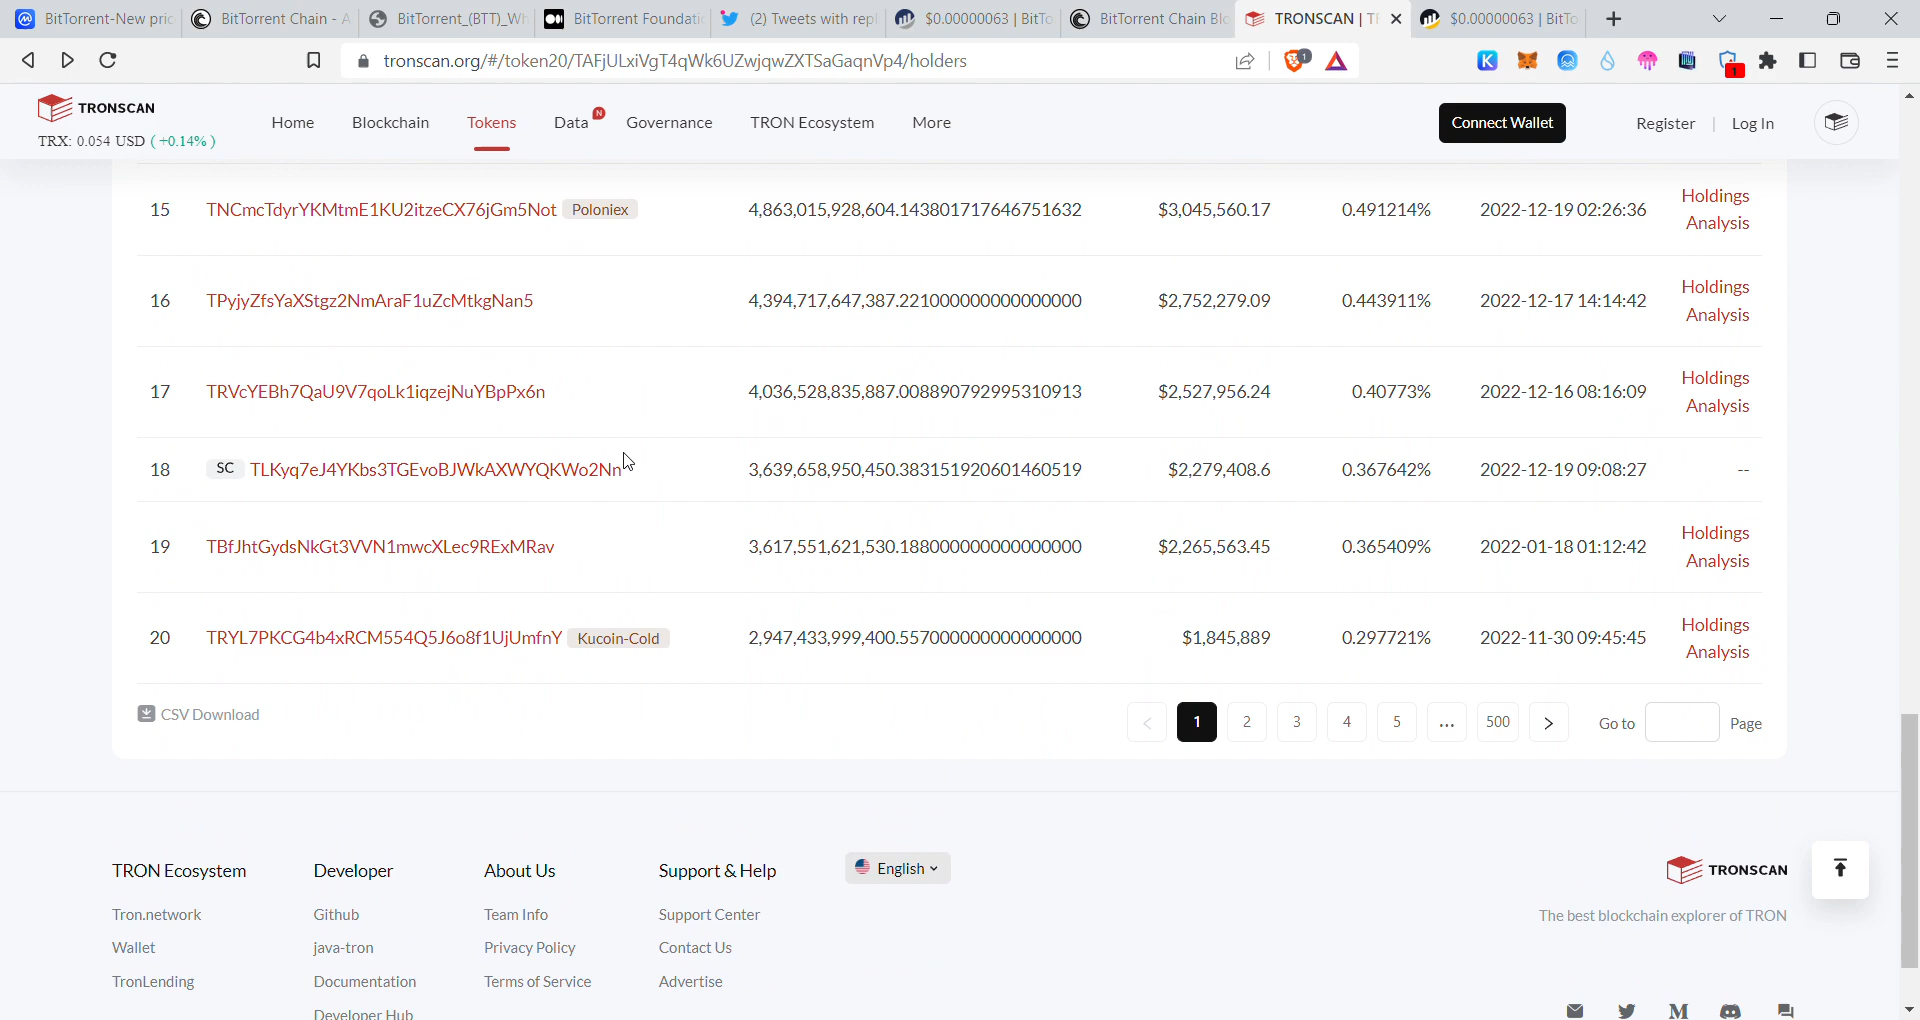 BitTorrent-New pric
BitTorrent Chain - A
BitTorrent_(BTT)_Wh
BitTorrent Foundati
(2) Tweets with repl
$0.00000063 | BitTo
BitTorrent Chain Blo
TRONSCAN | T
$0.00000063 | BitTo
tronscan.org/#/token20/TAFjULxiVgT4qWk6UZwjqwZXTSaGaqnVp4/holders
1
1
TRONSCAN
TRX: 0.054 USD ( +0.14% )
Home
Blockchain
Tokens
Data N
Governance
TRON Ecosystem
More
Connect Wallet
Register | Log In
15 TNCmcTdyrYKMtmE1KU2itzeCX76jGm5Not Poloniex 4,863,015,928,604.143801717646751632 $3,045,560.17 0.491214% 2022-12-19 02:26:36 Holdings
Analysis
16 TPyjyZfsYaXStgz2NmAraF1uZcMtkgNan5 4,394,717,647,387.221000000000000000 $2,752,279.09 0.443911% 2022-12-17 14:14:42 Holdings
Analysis
17 TRVcYEBh7QaU9V7qoLk1iqzejNuYBpPx6n 4,036,528,835,887.008890792995310913 $2,527,956.24 0.40773% 2022-12-16 08:16:09 Holdings
Analysis
18 SC TLKyq7eJ4YKbs3TGEvoBJWkAXWYQKWo2Nn 3,639,658,950,450.383151920601460519 $2,279,408.6 0.367642% 2022-12-19 09:08:27 --
19 TBfJhtGydsNkGt3VVN1mwcXLec9RExMRav 3,617,551,621,530.188000000000000000 $2,265,563.45 0.365409% 2022-01-18 01:12:42 Holdings
Analysis
20 TRYL7PKCG4b4xRCM554Q5J6o8f1UjUmfnY Kucoin-Cold 2,947,433,999,400.557000000000000000 $1,845,889 0.297721% 2022-11-30 09:45:45 Holdings
Analysis
CSV Download
< 1 2 3 4 5 ... 500 > Go to Page
TRON Ecosystem
Tron.network
Wallet
TronLending
Developer
Github
java-tron
Documentation
Developer Hub
About Us
Team Info
Privacy Policy
Terms of Service
Support & Help
Support Center
Contact Us
Advertise
English
TRONSCAN
The best blockchain explorer of TRON